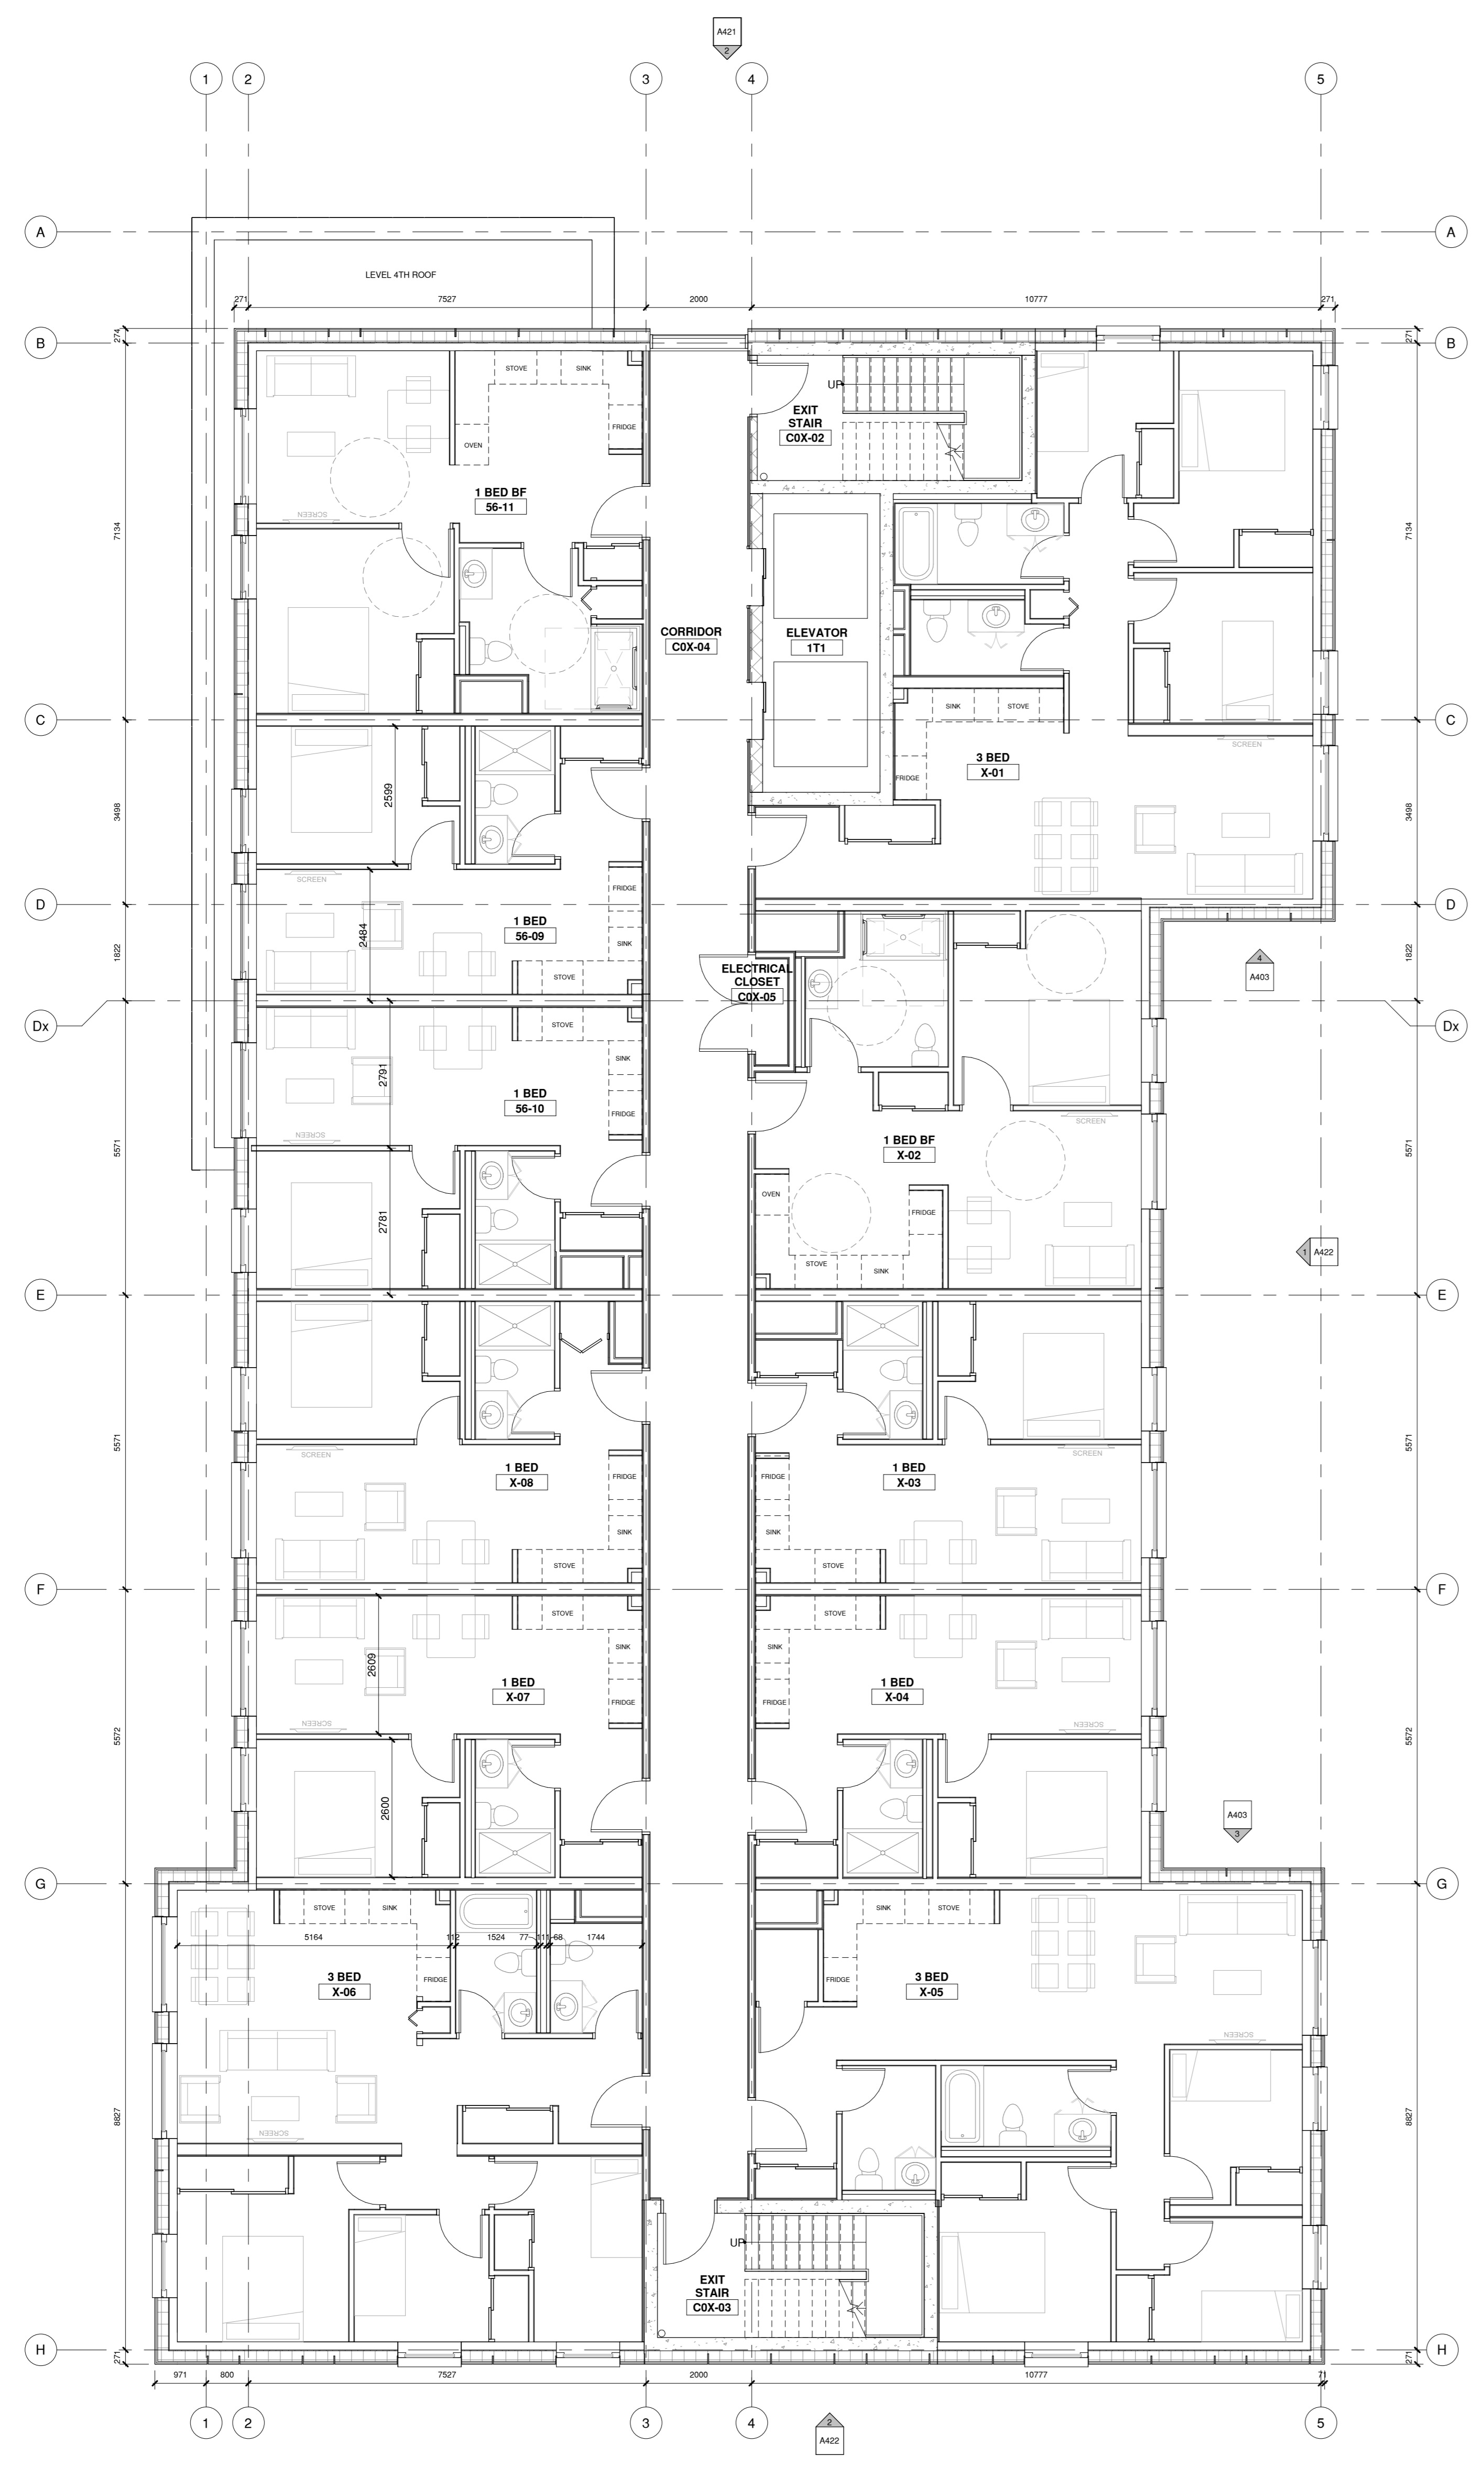 A421
2
1
2
3
4
5
A
A
LEVEL 4TH ROOF
271
7527
2000
10777
271
274
271
B
B
STOVE
SINK
FRIDGE
OVEN
UP
EXIT
STAIR
C0X-02
1 BED BF
56-11
SCREEN
7134
7134
CORRIDOR
C0X-04
ELEVATOR
1T1
SINK
STOVE
C
C
SCREEN
3 BED
X-01
FRIDGE
2599
3498
3498
SCREEN
FRIDGE
D
D
1 BED
56-09
2484
SINK
1822
1822
4
A403
STOVE
ELECTRICAL
CLOSET
C0X-05
Dx
Dx
STOVE
SINK
2791
1 BED
56-10
FRIDGE
SCREEN
SCREEN
1 BED BF
X-02
5571
5571
OVEN
FRIDGE
2781
STOVE
SINK
1
A422
E
E
5571
5571
SCREEN
SCREEN
1 BED
X-08
FRIDGE
FRIDGE
1 BED
X-03
SINK
SINK
STOVE
STOVE
F
F
STOVE
STOVE
SINK
SINK
2609
1 BED
X-07
1 BED
X-04
FRIDGE
FRIDGE
SCREEN
SCREEN
5572
5572
2600
A403
3
G
G
STOVE
SINK
SINK
STOVE
5164
112
1524
77
111
68
1744
3 BED
X-06
FRIDGE
FRIDGE
3 BED
X-05
SCREEN
SCREEN
8827
8827
UP
EXIT
STAIR
C0X-03
H
H
271
271
971
800
7527
2000
10777
71
1
2
3
4
5
2
A422